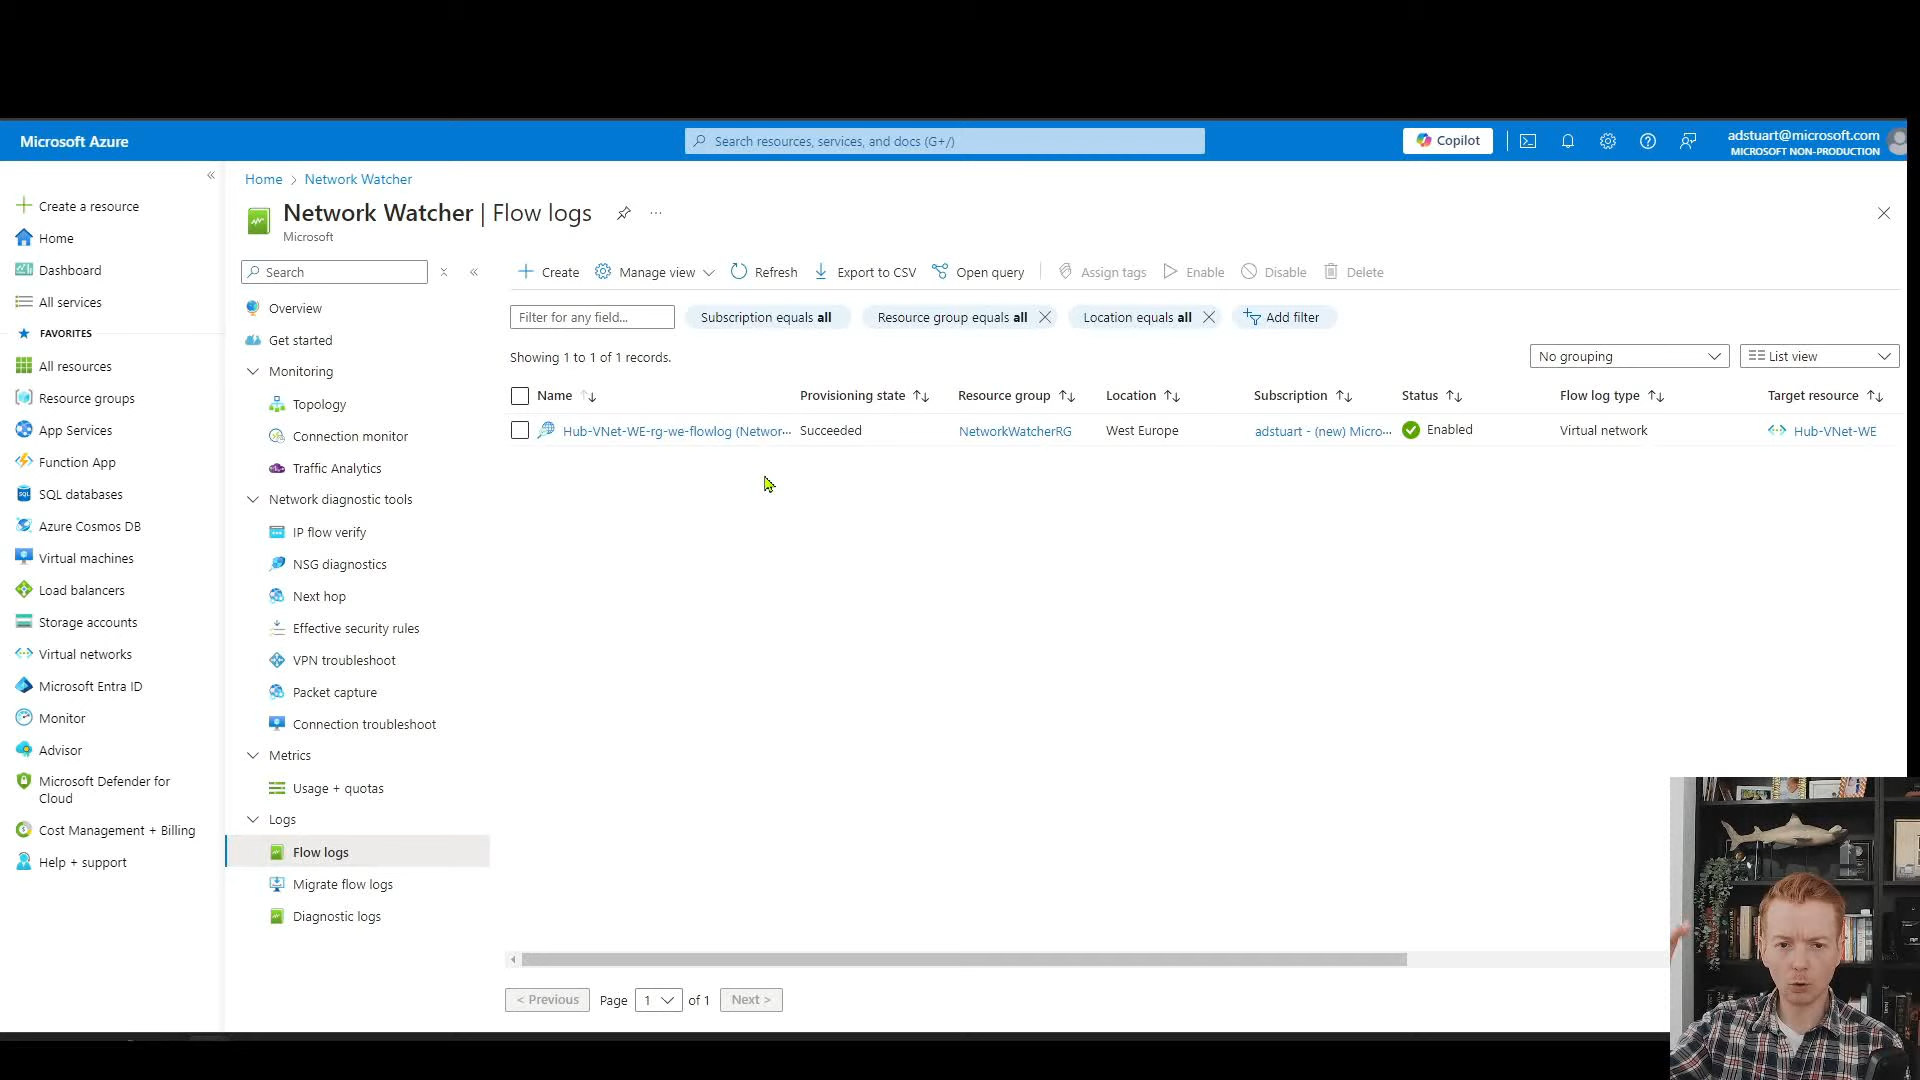 Microsoft Azure
Search resources, services, and docs (G+/)
Copilot
adstuart@microsoft.com
MICROSOFT NON-PRODUCTION
Create a resource
Home
Dashboard
All services
FAVORITES
All resources
Resource groups
App Services
Function App
SQL databases
Azure Cosmos DB
Virtual machines
Load balancers
Storage accounts
Virtual networks
Microsoft Entra ID
Monitor
Advisor
Microsoft Defender for
Cloud
Cost Management + Billing
Help + support
Home > Network Watcher
Network Watcher | Flow logs
Microsoft
Search
Overview
Get started
Monitoring
Topology
Connection monitor
Traffic Analytics
Network diagnostic tools
IP flow verify
NSG diagnostics
Next hop
Effective security rules
VPN troubleshoot
Packet capture
Connection troubleshoot
Metrics
Usage + quotas
Logs
Flow logs
Migrate flow logs
Diagnostic logs
Create Manage view Refresh Export to CSV Open query Assign tags Enable Disable Delete
Filter for any field... Subscription equals all Resource group equals all Location equals all Add filter
Showing 1 to 1 of 1 records.
No grouping List view
Name Provisioning state Resource group Location Subscription Status Flow log type Target resource
Hub-VNet-WE-rg-we-flowlog (Networ... Succeeded NetworkWatcherRG West Europe adstuart - (new) Micro... Enabled Virtual network Hub-VNet-WE
< Previous Page 1 of 1 Next >